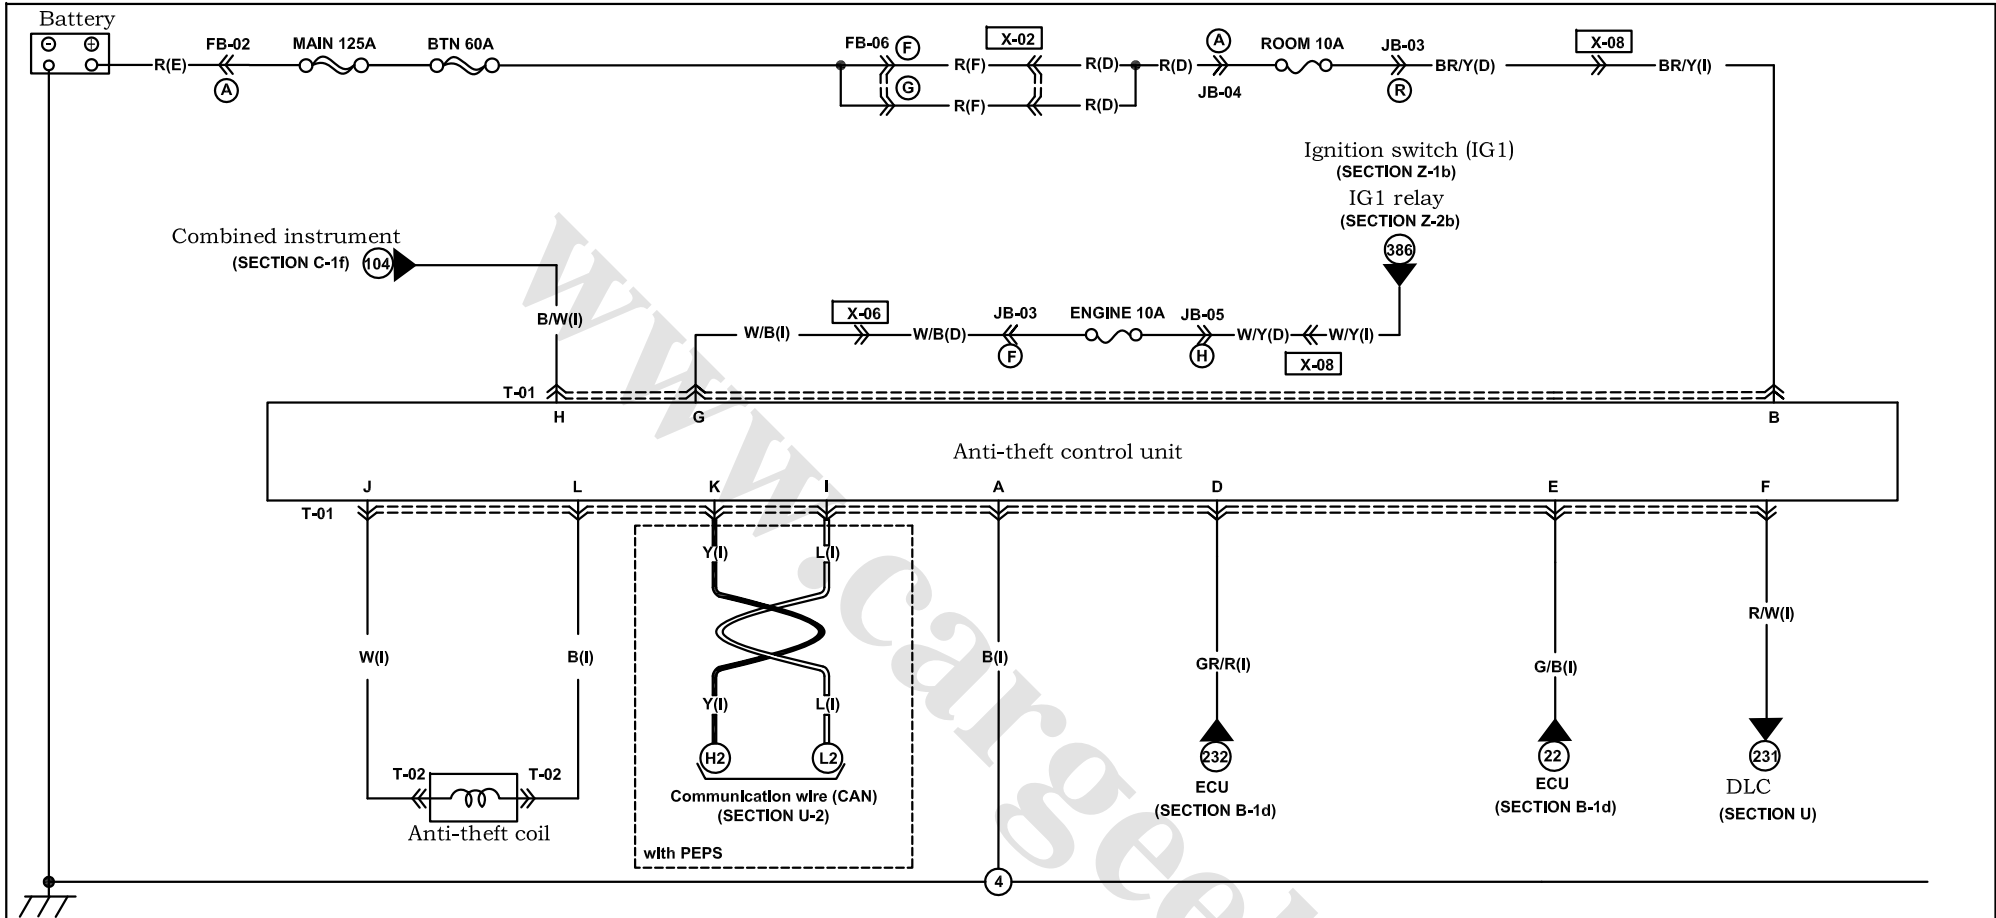 Battery
FB-02
MAIN 125A
BTN 60A
FB-06
F
X-02
A
ROOM 10A
JB-03
X-08
R(E)
R(F)
R(D)
R(D)
BR/Y(D)
BR/Y(I)
A
G
JB-04
R
R(F)
R(D)
Ignition switch (IG1)
(SECTION Z-1b)
IG1 relay
(SECTION Z-2b)
Combined instrument
(SECTION C-1f)
104
386
B/W(I)
W/B(I)
X-06
W/B(D)
JB-03
ENGINE 10A
JB-05
W/Y(D)
W/Y(I)
F
H
X-08
T-01
H
G
B
Anti-theft control unit
J
L
K
I
A
D
E
F
T-01
Y(I)
L(I)
R/W(I)
W(I)
B(I)
B(I)
GR/R(I)
G/B(I)
Y(I)
L(I)
H2
L2
232
22
231
T-02
T-02
Communication wire (CAN)
(SECTION U-2)
ECU
(SECTION B-1d)
ECU
(SECTION B-1d)
DLC
(SECTION U)
Anti-theft coil
with PEPS
4